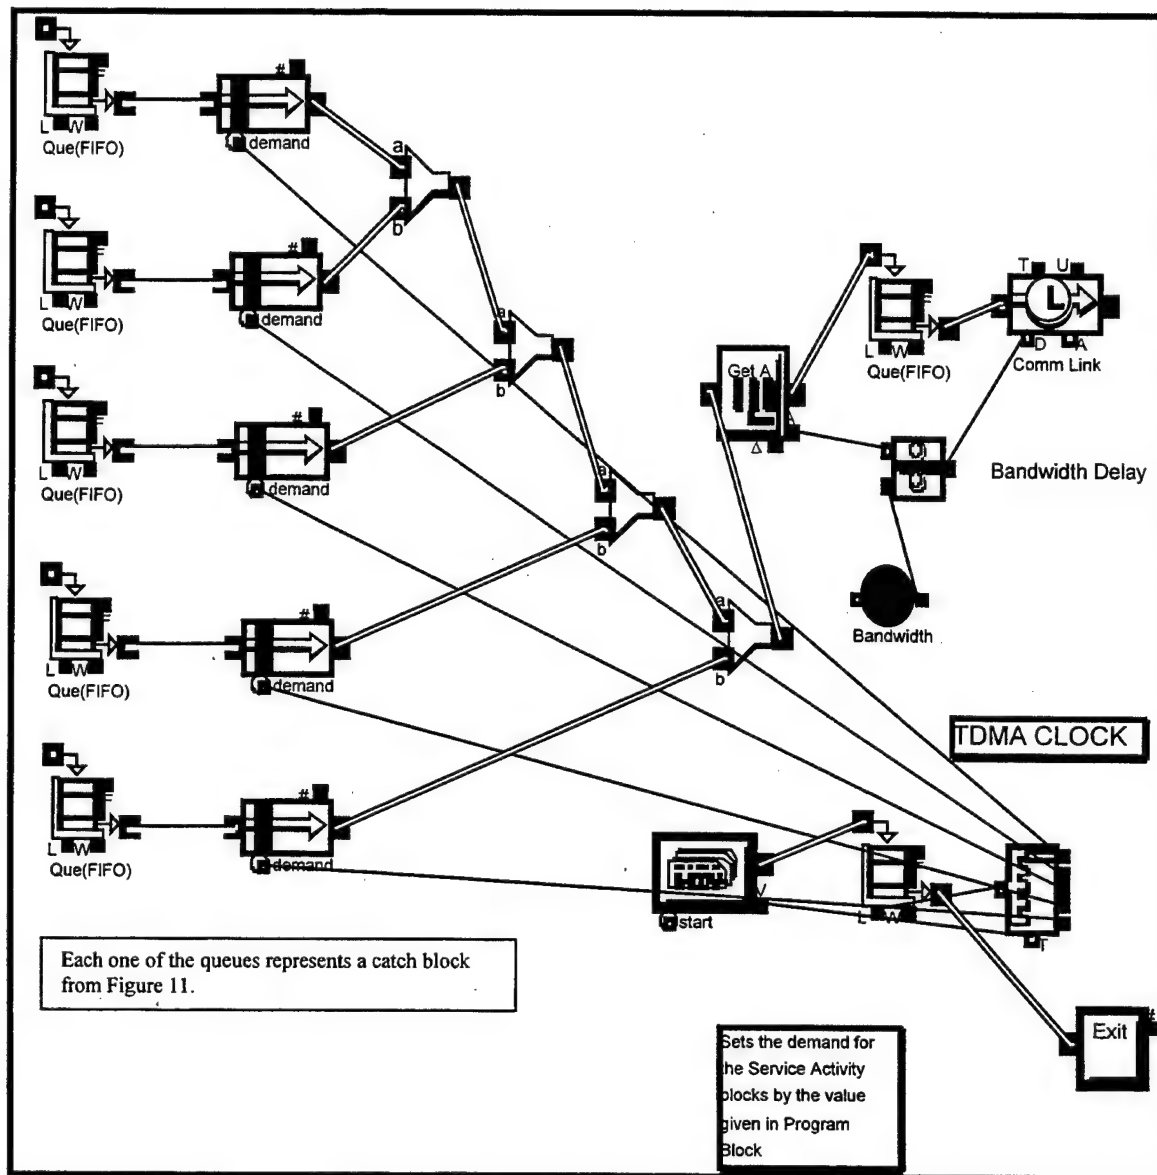 #
F
L W
Que(FIFO)
demand
a
b
#
F
L W
Que(FIFO)
demand
T U
F
L
L W
Que(FIFO)
D A
Comm Link
a
b
Get A
Δ
Bandwidth Delay
#
F
L W
Que(FIFO)
demand
a
b
Bandwidth
#
F
L W
Que(FIFO)
demand
a
b
TDMA CLOCK
#
F
L W
Que(FIFO)
demand
V
start
F
L W
T
Each one of the queues represents a catch block
from Figure 11.
Exit
#
Sets the demand for
the Service Activity
blocks by the value
given in Program
Block